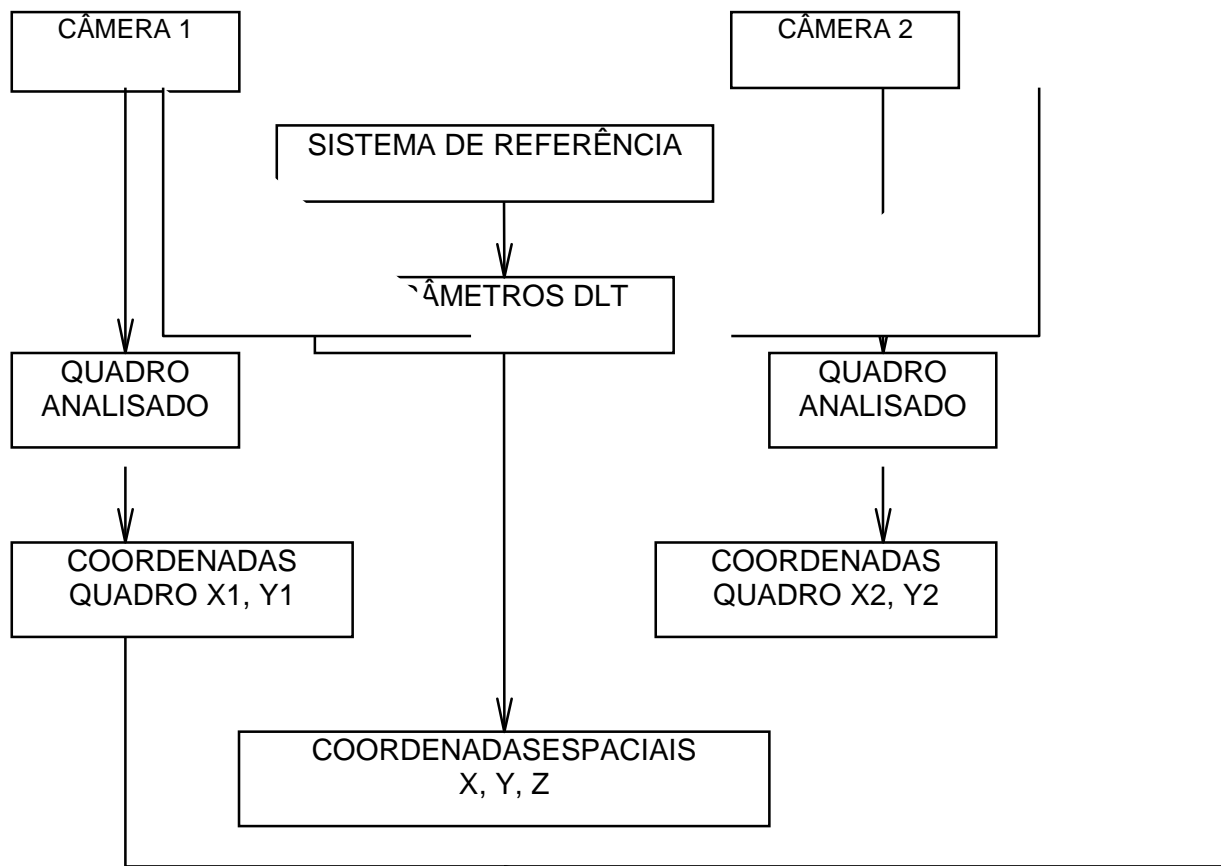 CÂMERA 1
CÂMERA 2
SISTEMA DE REFERÊNCIA
DLT
QUADRO
ANALISADO
QUADRO
ANALISADO
COORDENADAS
QUADRO X1, Y1
COORDENADAS
QUADRO X2, Y2
COORDENADASESPACIAIS
X, Y, Z